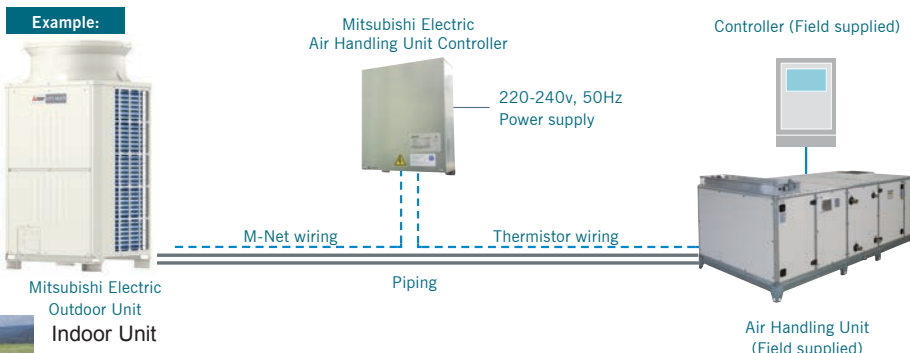 Example:
Mitsubishi Electric
Air Handling Unit Controller
Controller (Field supplied)
220-240v, 50Hz
Power supply
M-Net wiring
Thermistor wiring
Piping
Mitsubishi Electric
Outdoor Unit
Indoor Unit
Air Handling Unit
(Field supplied)